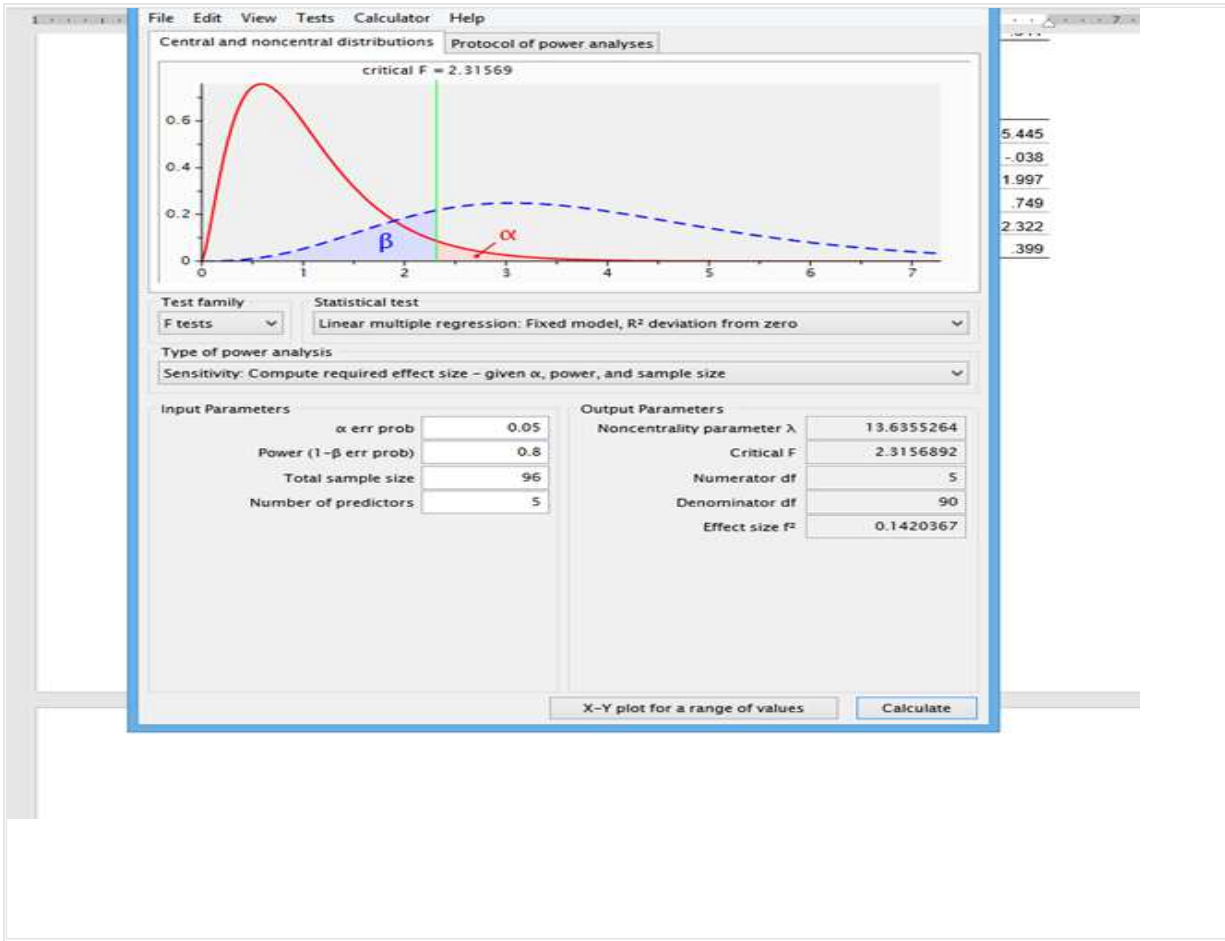 1
7
File Edit View Tests Calculator Help
Central and noncentral distributions Protocol of power analyses
critical F = 2.31569
0.6
0.4
0.2
0
β
α
0 1 2 3 4 5 6 7
5.445
-.038
1.997
.749
2.322
.399
Test family Statistical test
F tests Linear multiple regression: Fixed model, R² deviation from zero
Type of power analysis
Sensitivity: Compute required effect size – given α, power, and sample size
Input Parameters Output Parameters
α err prob 0.05 Noncentrality parameter λ 13.6355264
Power (1-β err prob) 0.8 Critical F 2.3156892
Total sample size 96 Numerator df 5
Number of predictors 5 Denominator df 90
Effect size f² 0.1420367
X-Y plot for a range of values Calculate